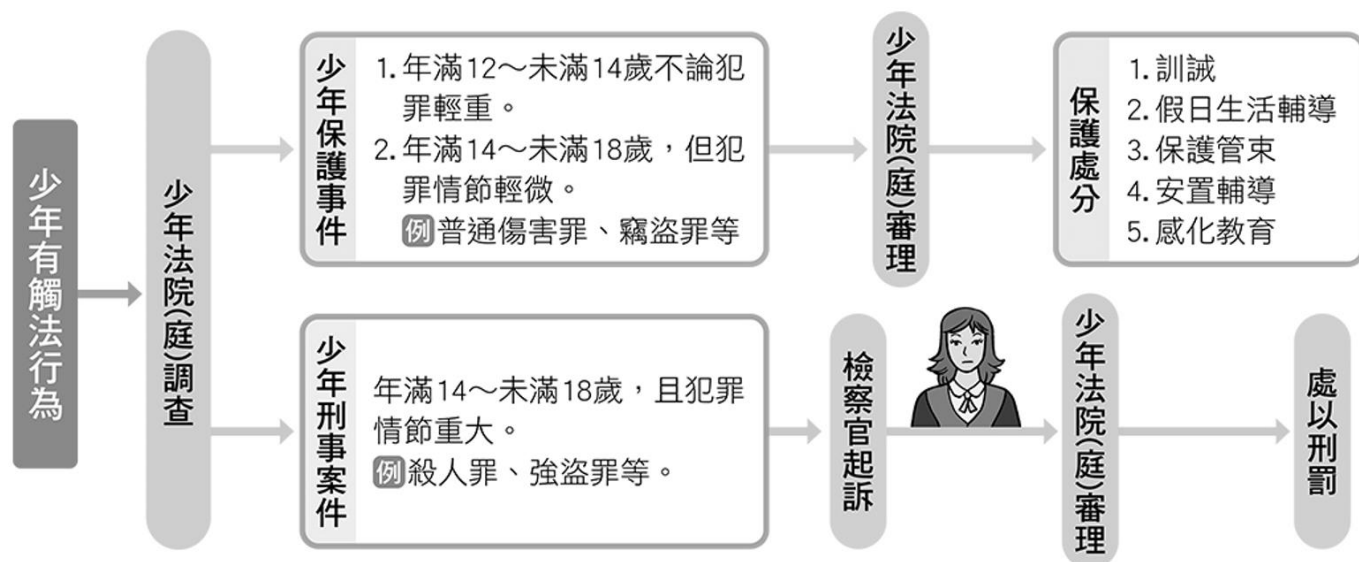 少年有觸法行為
少年法院(庭)調查
少年保護事件
1. 年滿12～未滿14歲不論犯
罪輕重。
2. 年滿14～未滿18歲，但犯
罪情節輕微。
例 普通傷害罪、竊盜罪等
少年法院(庭)審理
保護處分
1. 訓誡
2. 假日生活輔導
3. 保護管束
4. 安置輔導
5. 感化教育
少年刑事案件
年滿14～未滿18歲，且犯罪
情節重大。
例 殺人罪、強盜罪等。
檢察官起訴
少年法院(庭)審理
處以刑罰